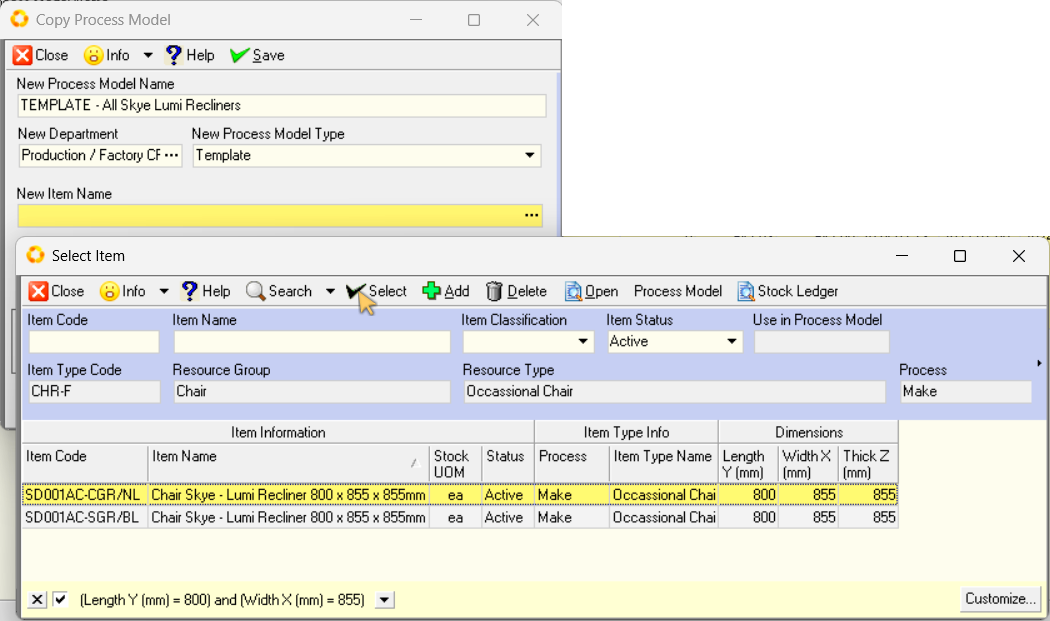 Copy Process Model
Close Info Help Save
New Process Model Name
TEMPLATE - All Skye Lumi Recliners
New Department New Process Model Type
Production / Factory CF ... Template
New Item Name
...
Select Item
Close Info Help Search Select Add Delete Open Process Model Stock Ledger
Item Code Item Name Item Classification Item Status Use in Process Model
Active
Item Type Code Resource Group Resource Type Process
CHR-F Chair Occassional Chair Make
Item Information Item Type Info Dimensions
Item Code Item Name Stock UOM Status Process Item Type Name Length Y (mm) Width X (mm) Thick Z (mm)
SD001AC-CGR/NL Chair Skye - Lumi Recliner 800 x 855 x 855mm ea Active Make Occassional Chai 800 855 855
SD001AC-SGR/BL Chair Skye - Lumi Recliner 800 x 855 x 855mm ea Active Make Occassional Chai 800 855 855
(Length Y (mm) = 800) and (Width X (mm) = 855) Customize...